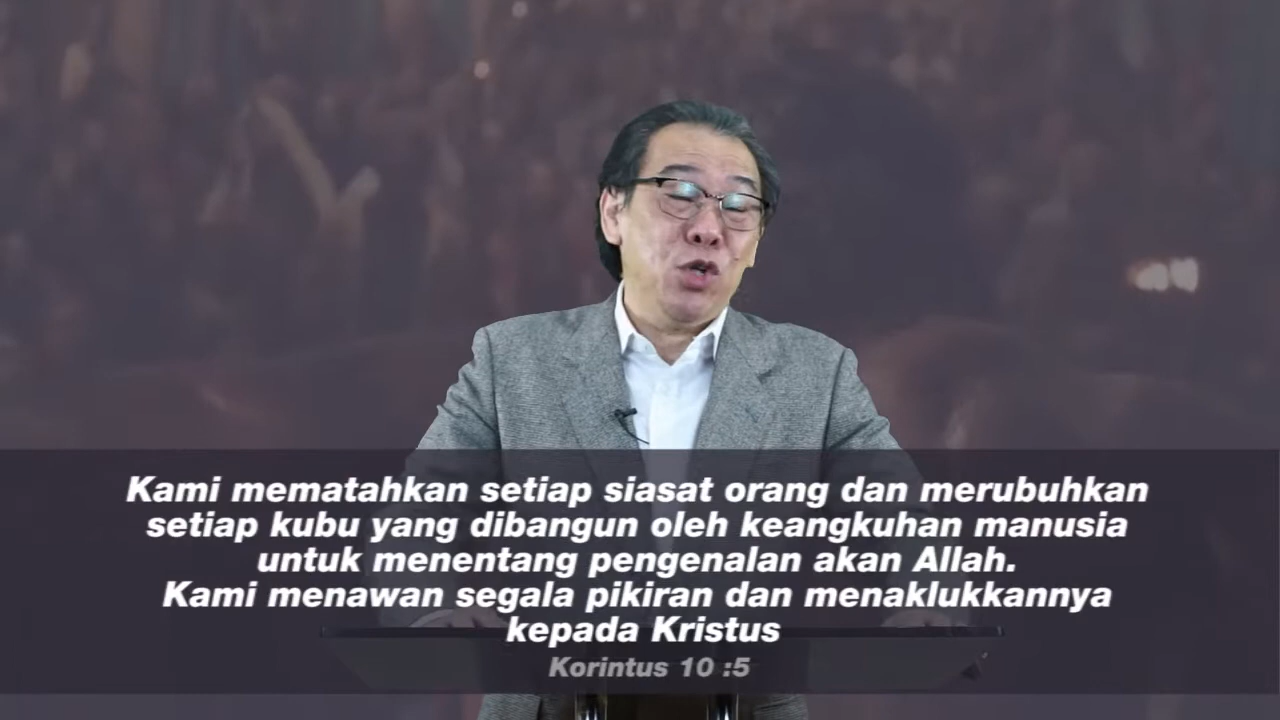 Kami mematahkan setiap siasat orang dan merubuhkan
setiap kubu yang dibangun oleh keangkuhan manusia
untuk menentang pengenalan akan Allah.
Kami menawan segala pikiran dan menaklukkannya
kepada Kristus
Korintus 10 :5